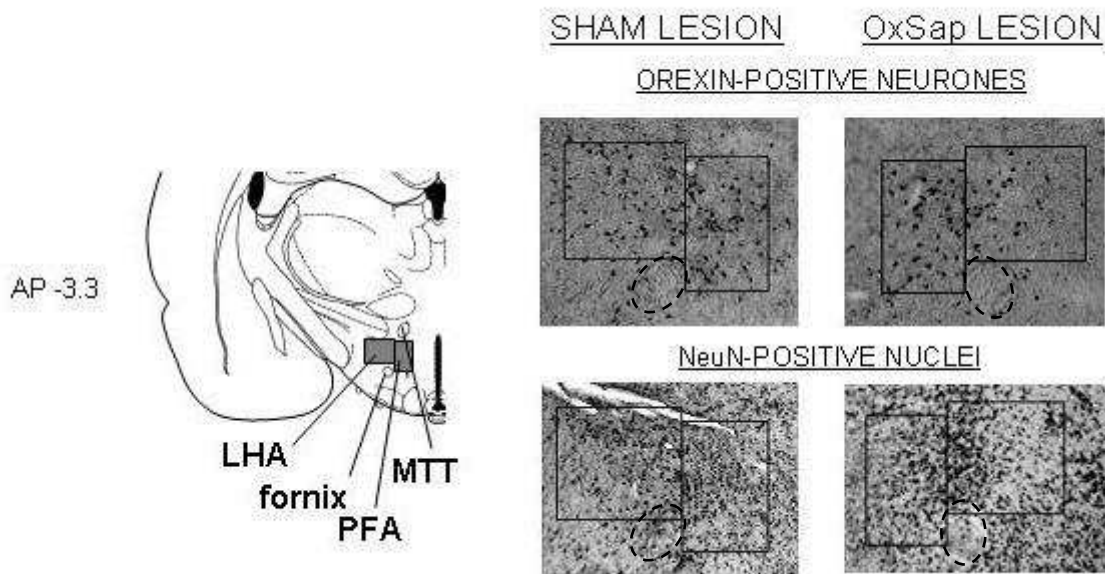 SHAM LESION
OxSap LESION
OREXIN-POSITIVE NEURONES
AP -3.3
NeuN-POSITIVE NUCLEI
LHA
MTT
fornix
PFA